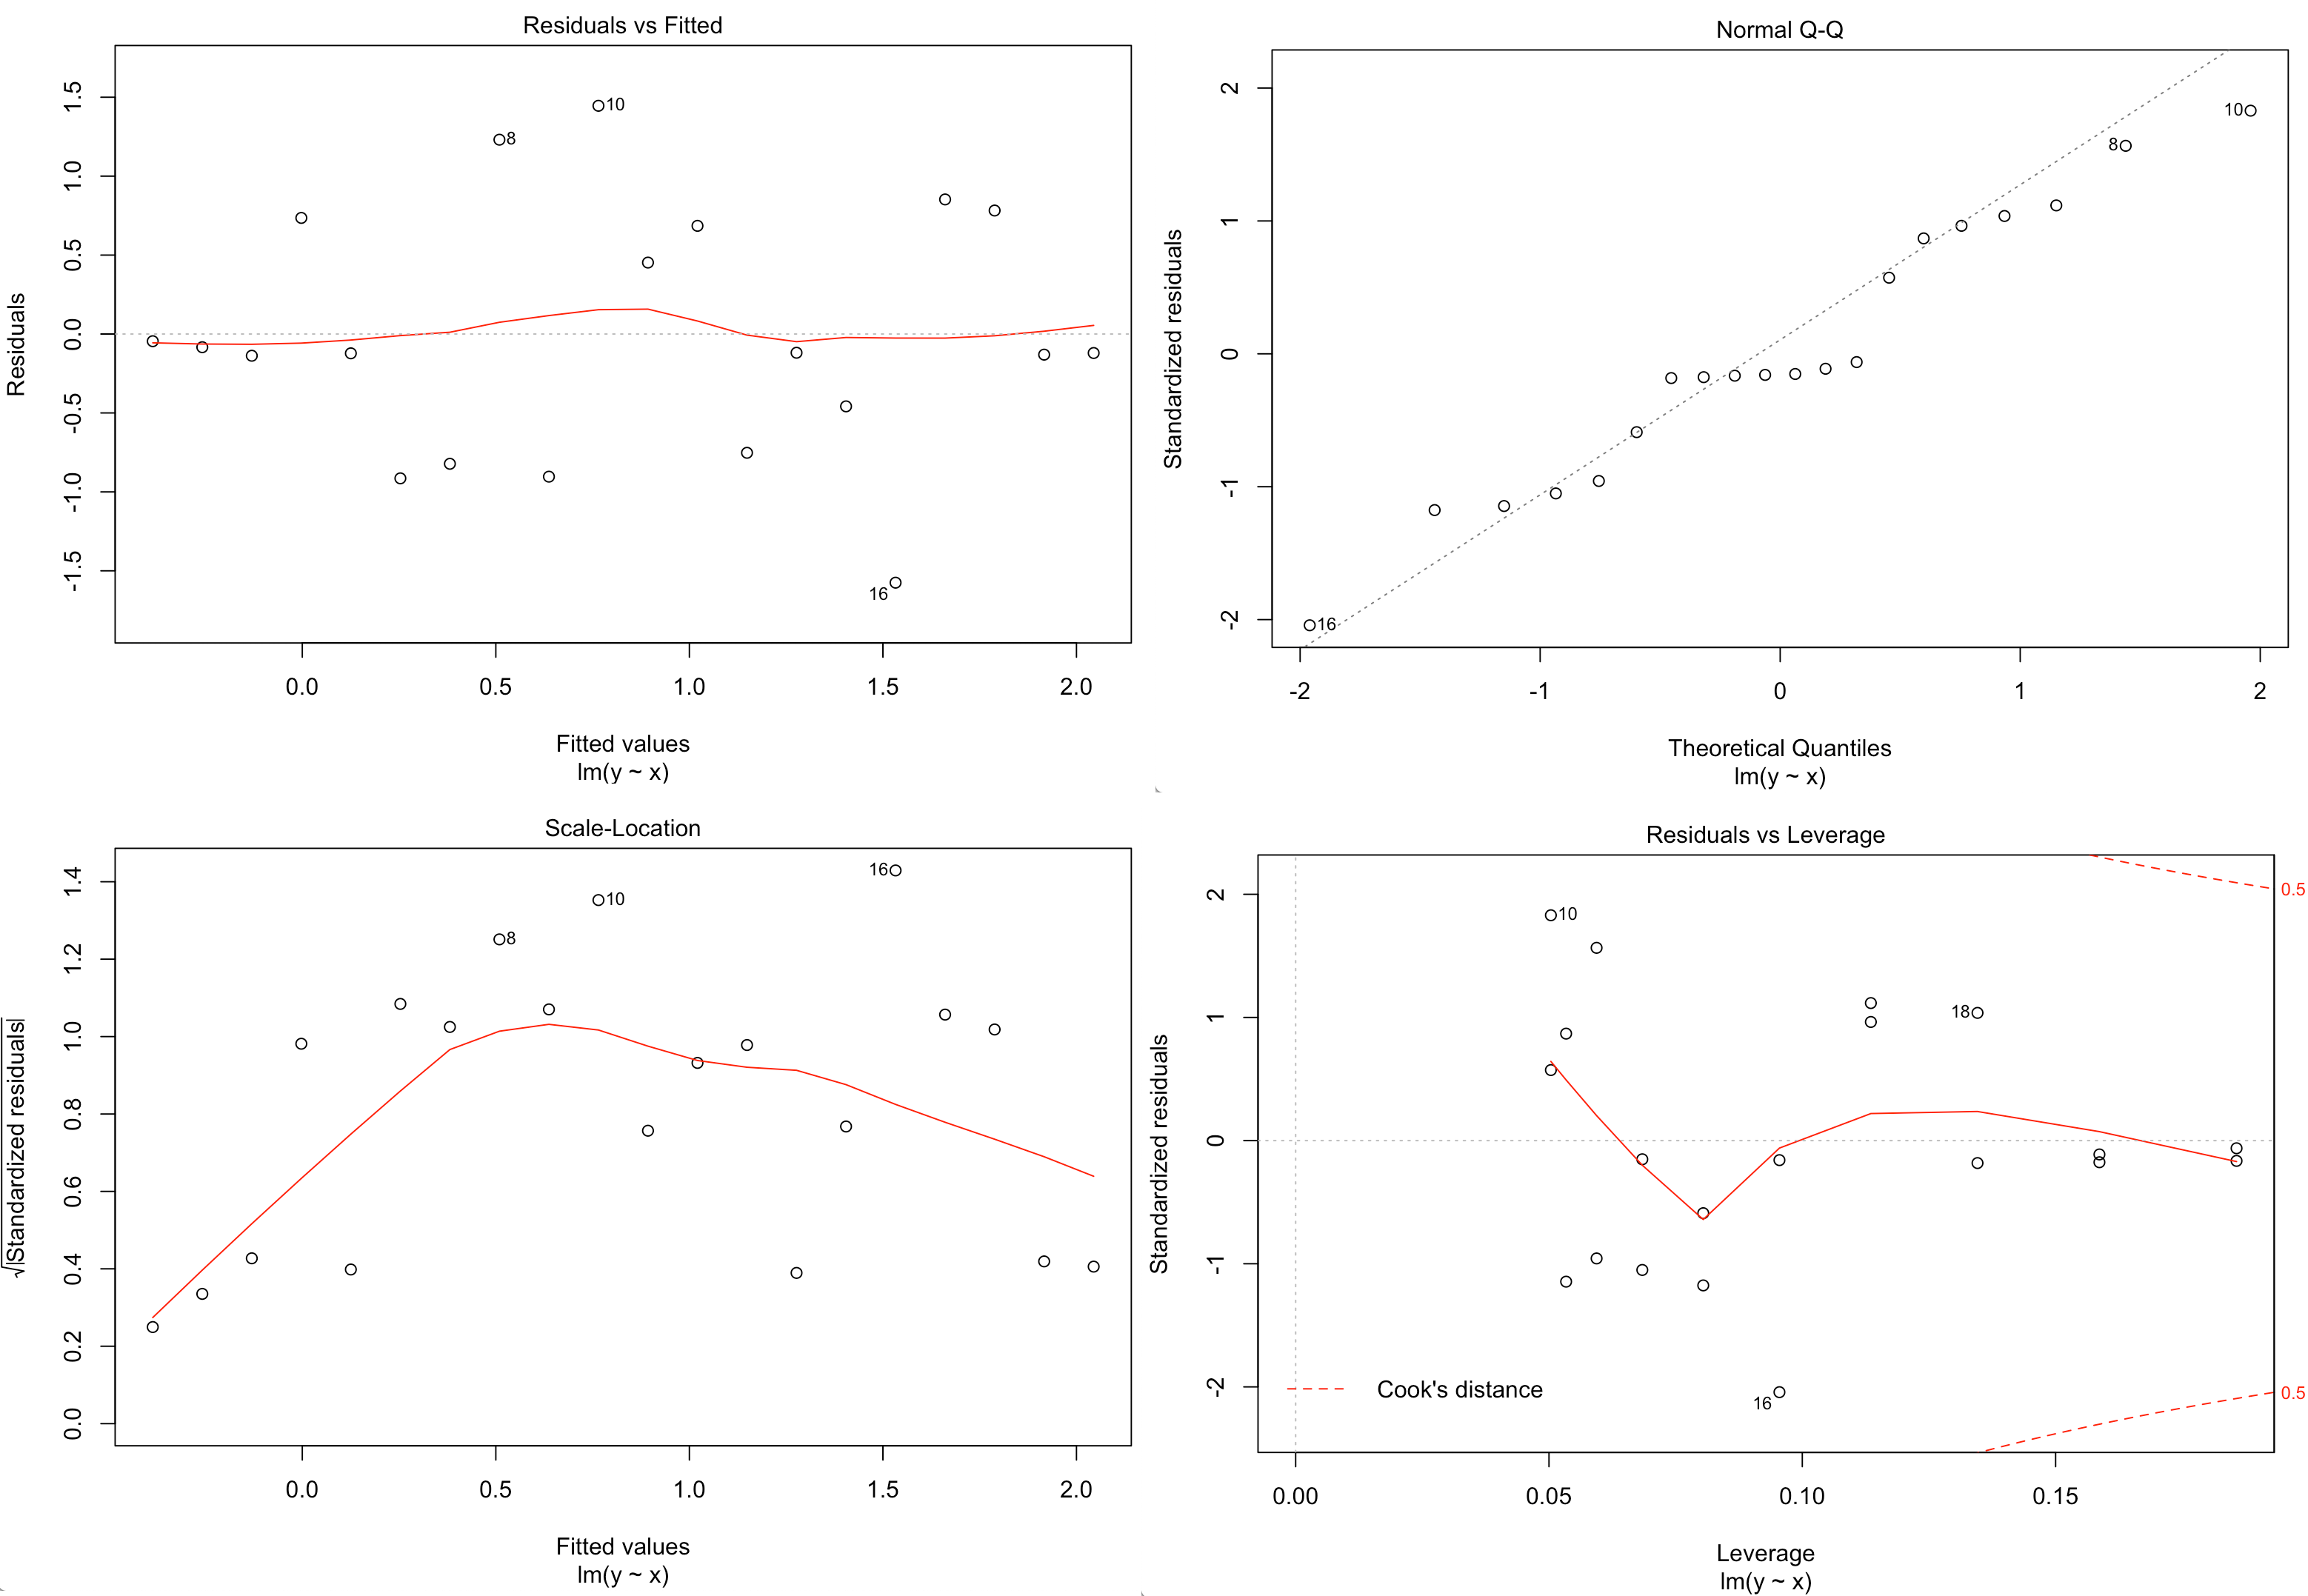 Residuals vs Fitted
Residuals
1.5
1.0
0.5
0.0
-0.5
-1.0
-1.5
10
8
16
0.0 0.5 1.0 1.5 2.0
Fitted values
lm(y ~ x)
Normal Q-Q
Standardized residuals
2
1
0
-1
-2
10
8
16
-2 -1 0 1 2
Theoretical Quantiles
lm(y ~ x)
Scale-Location
√|Standardized residuals|
1.4
1.2
1.0
0.8
0.6
0.4
0.2
0.0
16
10
8
0.0 0.5 1.0 1.5 2.0
Fitted values
lm(y ~ x)
Residuals vs Leverage
Standardized residuals
2
1
0
-1
-2
0.5
10
18
Cook's distance
16
0.5
0.00 0.05 0.10 0.15
Leverage
lm(y ~ x)